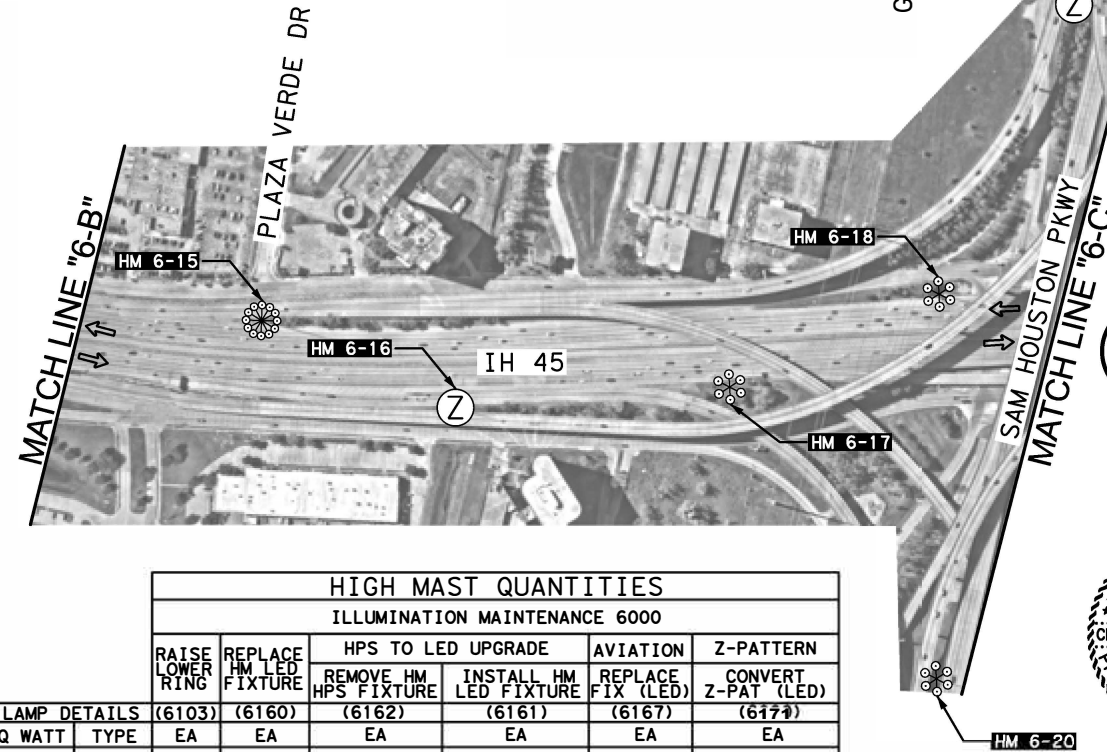 PLAZA VERDE DR
G
Z
MATCH LINE "6-B"
HM 6-15
HM 6-16
IH 45
Z
HM 6-17
HM 6-18
SAM HOUSTON PKWY
MATCH LINE "6-C"
HM 6-20
HIGH MAST QUANTITIES
ILLUMINATION MAINTENANCE 6000
RAISE LOWER RING
REPLACE HM LED FIXTURE
HPS TO LED UPGRADE
AVIATION
Z-PATTERN
REMOVE HM HPS FIXTURE
INSTALL HM LED FIXTURE
REPLACE FIX (LED)
CONVERT Z-PAT (LED)
LAMP DETAILS (6103) (6160) (6162) (6161) (6167)
Q WATT TYPE EA EA EA EA EA EA